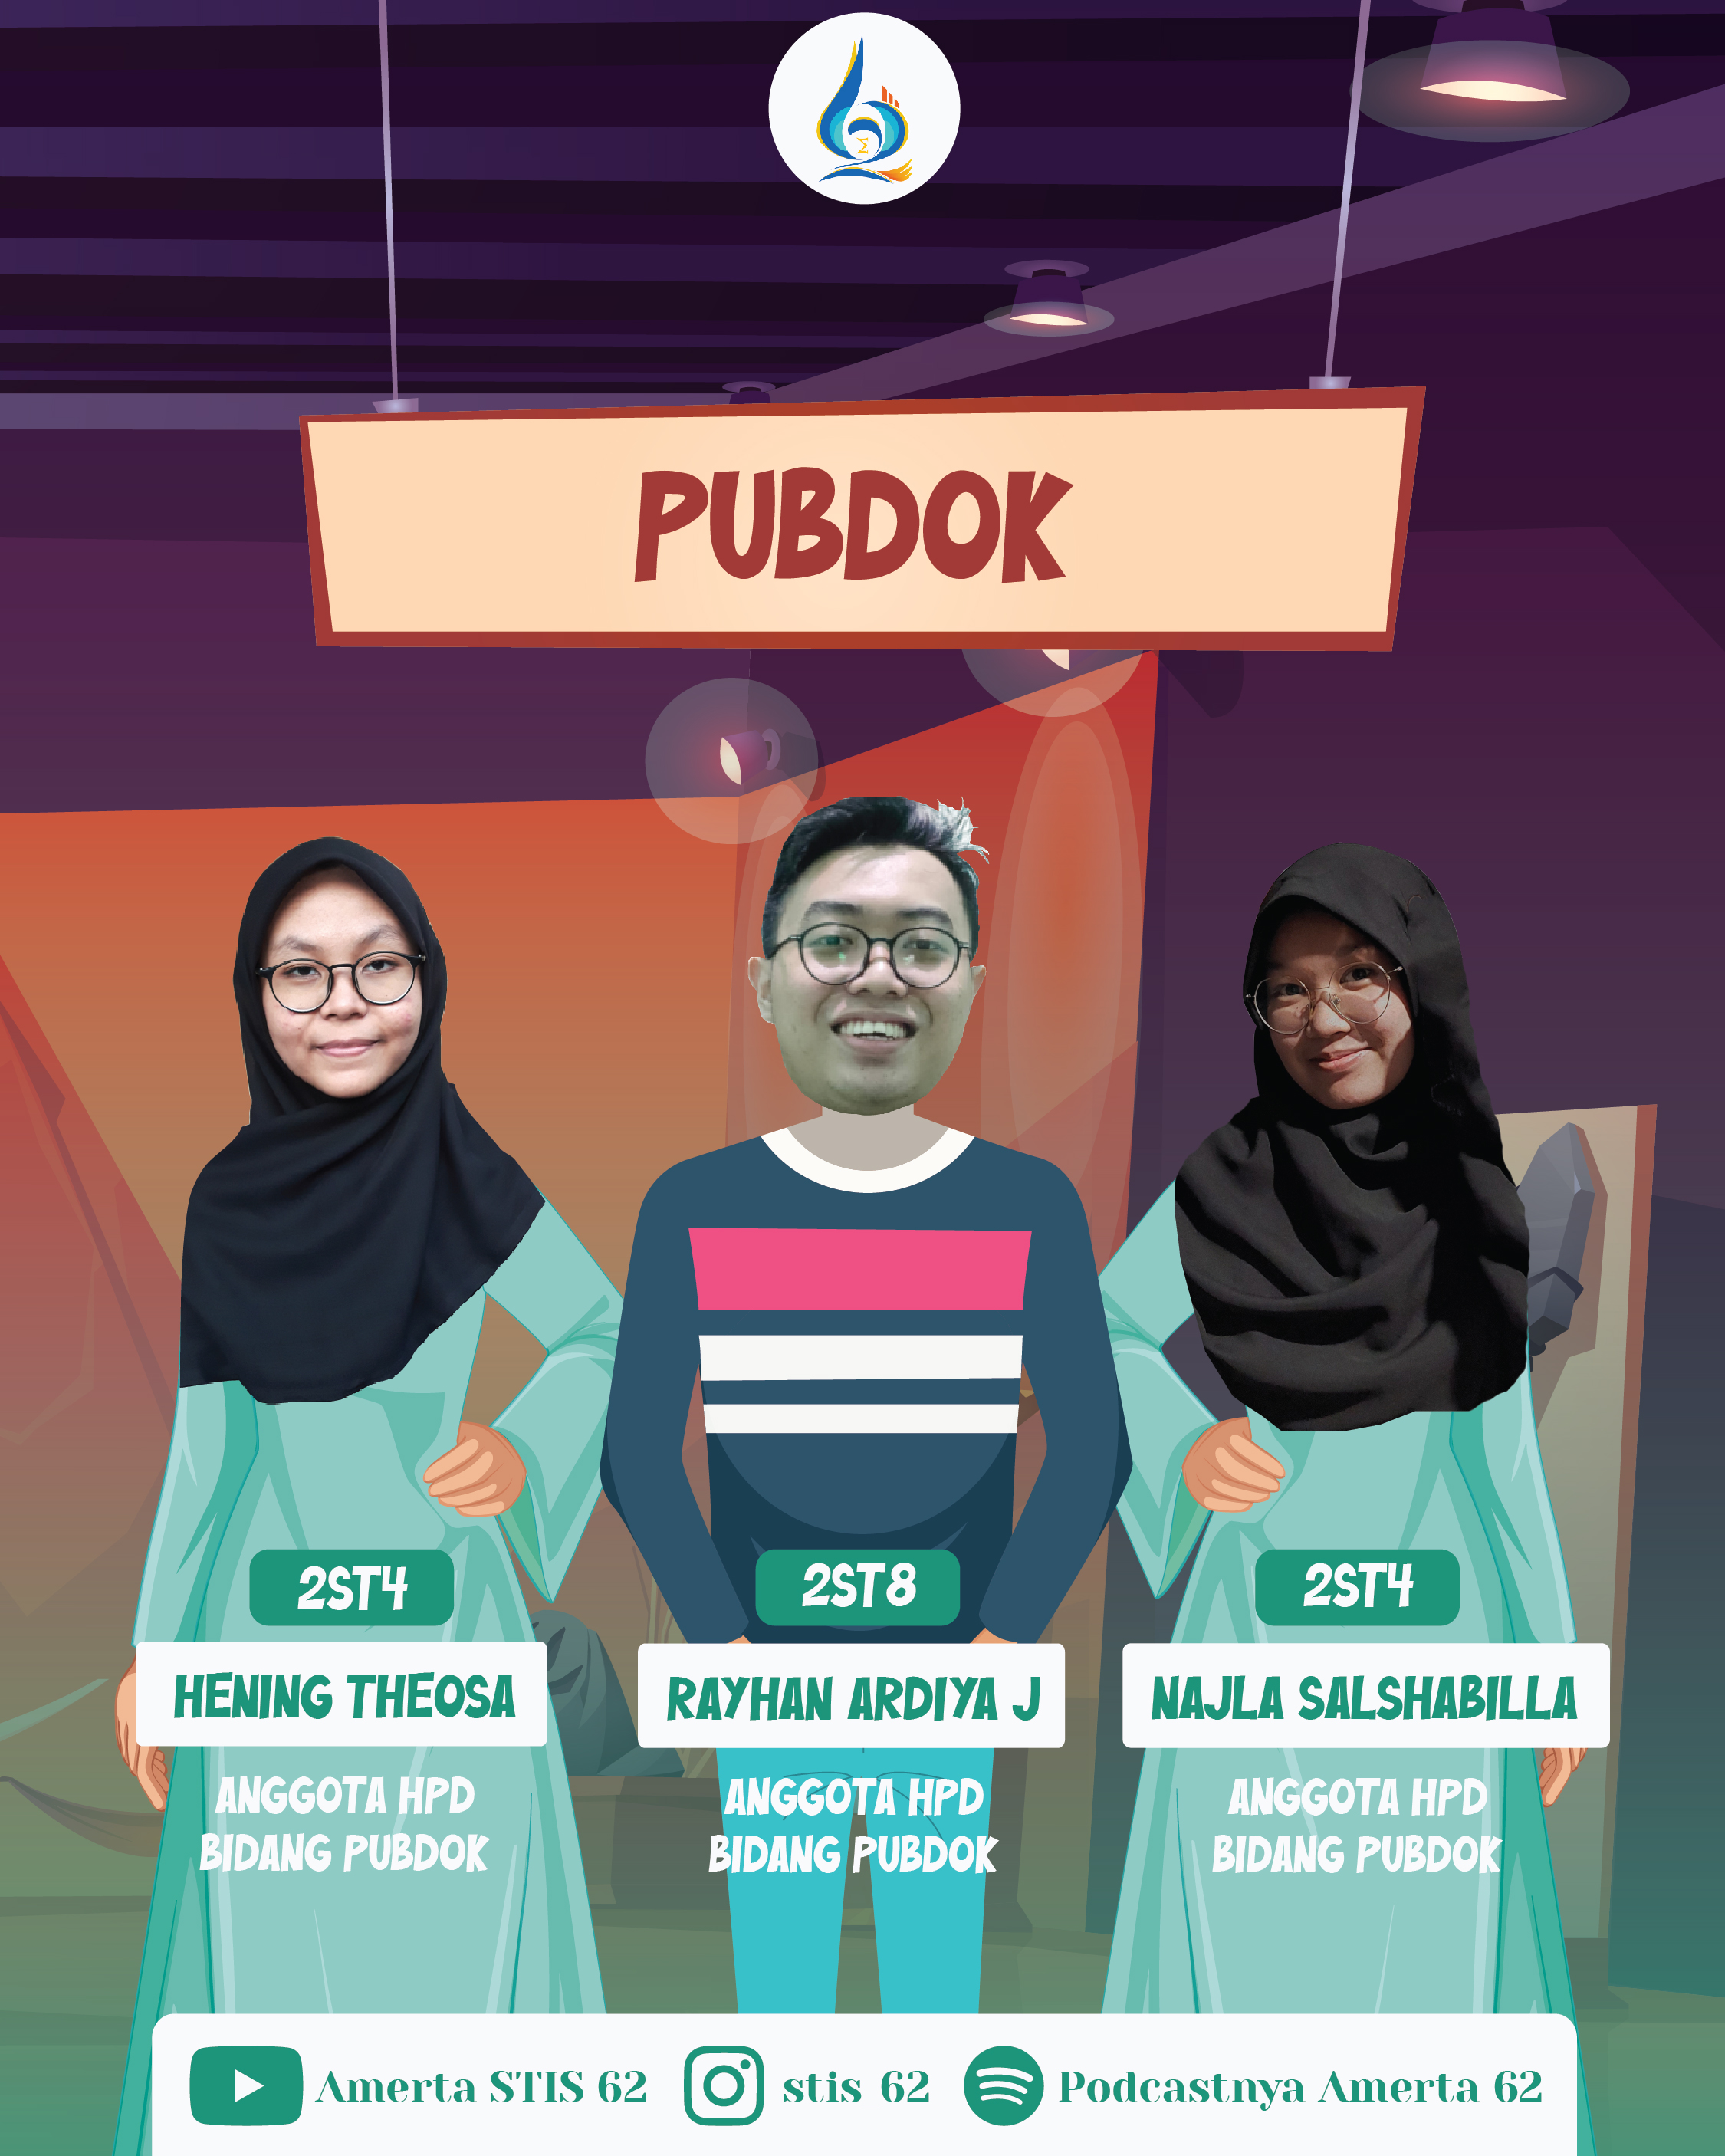 PUBDOK
2ST4
HENING THEOSA
ANGGOTA HPD
BIDANG PUBDOK
2ST8
RAYHAN ARDIYA J
ANGGOTA HPD
BIDANG PUBDOK
2ST4
NAJLA SALSHABILLA
ANGGOTA HPD
BIDANG PUBDOK
Amerta STIS 62
stis_62
Podcastnya Amerta 62